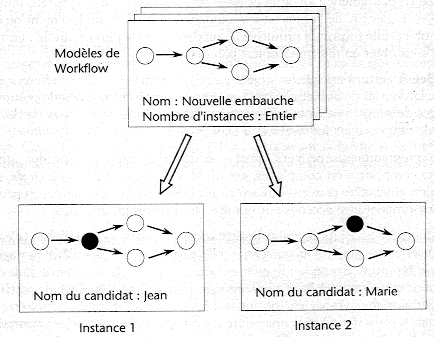 Modèles de
Workflow
Nom : Nouvelle embauche
Nombre d'instances : Entier
Nom du candidat : Jean
Nom du candidat : Marie
Instance 1
Instance 2